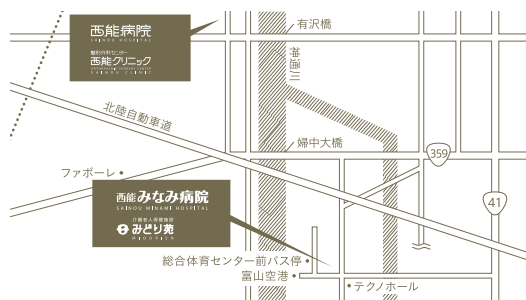 西能病院
SAINOU HOSPITAL
整形外科センター
西能クリニック
ORTHOPAEDIC SURGERY CENTER
SAINOU CLINIC
有沢橋
神通川
北陸自動車道
婦中大橋
359
ファボーレ
41
西能 みなみ病院
SAINOU MINAMI HOSPITAL
介護老人保健施設
みどり苑
MIDORIEN
総合体育センター前バス停
富山空港
テクノホール